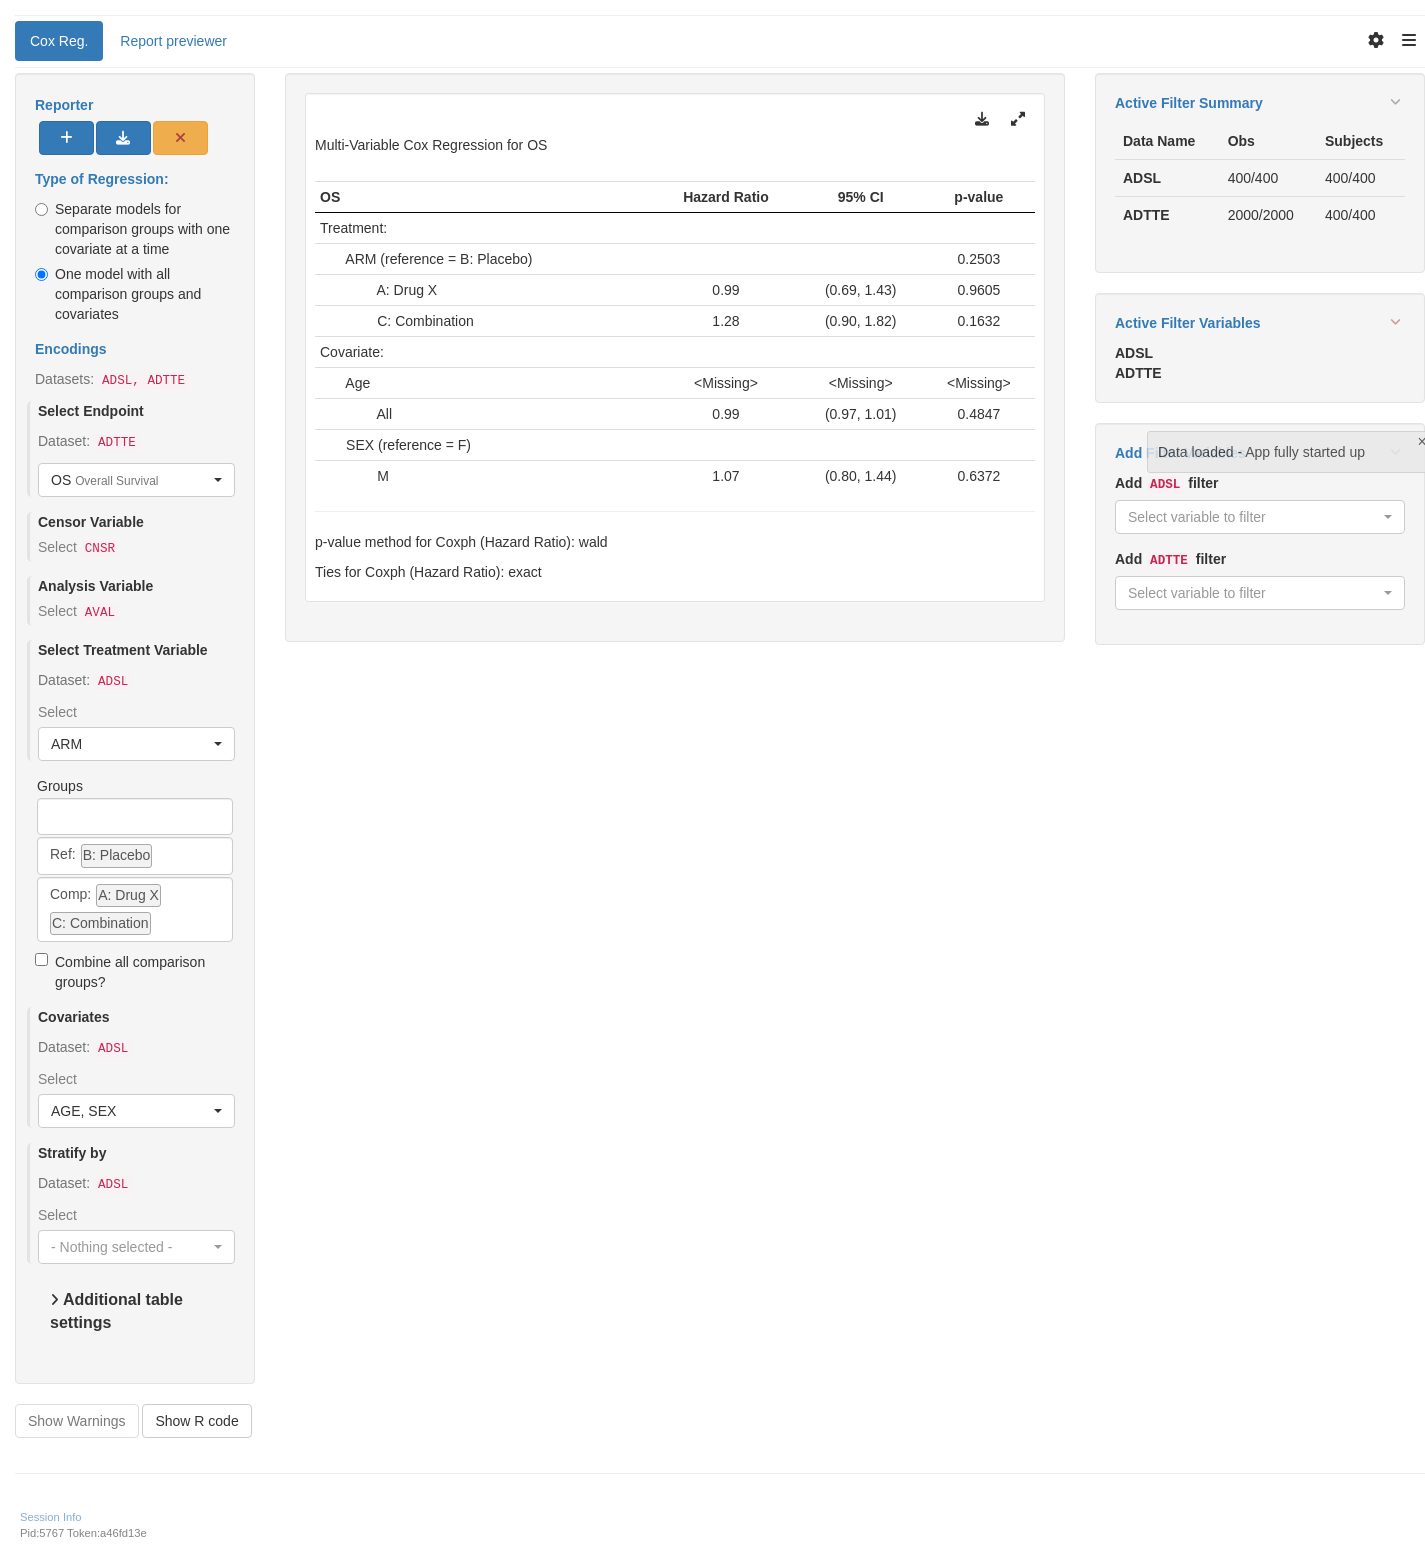 Cox Reg.
Report previewer
Reporter
Type of Regression:
Separate models for
comparison groups with one
covariate at a time
One model with all
comparison groups and
covariates
Encodings
Datasets: ADSL, ADTTE
Select Endpoint
Dataset: ADTTE
OS Overall Survival
Censor Variable
Select CNSR
Analysis Variable
Select AVAL
Select Treatment Variable
Dataset: ADSL
Select
ARM
Groups
Ref: B: Placebo
Comp: A: Drug X
C: Combination
Combine all comparison
groups?
Covariates
Dataset: ADSL
Select
AGE, SEX
Stratify by
Dataset: ADSL
Select
- Nothing selected -
Additional table
settings
Show Warnings
Show R code
Multi-Variable Cox Regression for OS
OS Hazard Ratio 95% CI p-value
Treatment:
ARM (reference = B: Placebo) 0.2503
A: Drug X 0.99 (0.69, 1.43) 0.9605
C: Combination 1.28 (0.90, 1.82) 0.1632
Covariate:
Age <Missing> <Missing> <Missing>
All 0.99 (0.97, 1.01) 0.4847
SEX (reference = F)
M 1.07 (0.80, 1.44) 0.6372
p-value method for Coxph (Hazard Ratio): wald
Ties for Coxph (Hazard Ratio): exact
Active Filter Summary
Data Name Obs Subjects
ADSL 400/400 400/400
ADTTE 2000/2000 400/400
Active Filter Variables
ADSL
ADTTE
Add
Data loaded - App fully started up
×
Add ADSL filter
Select variable to filter
Add ADTTE filter
Select variable to filter
Session Info
Pid:5767 Token:a46fd13e